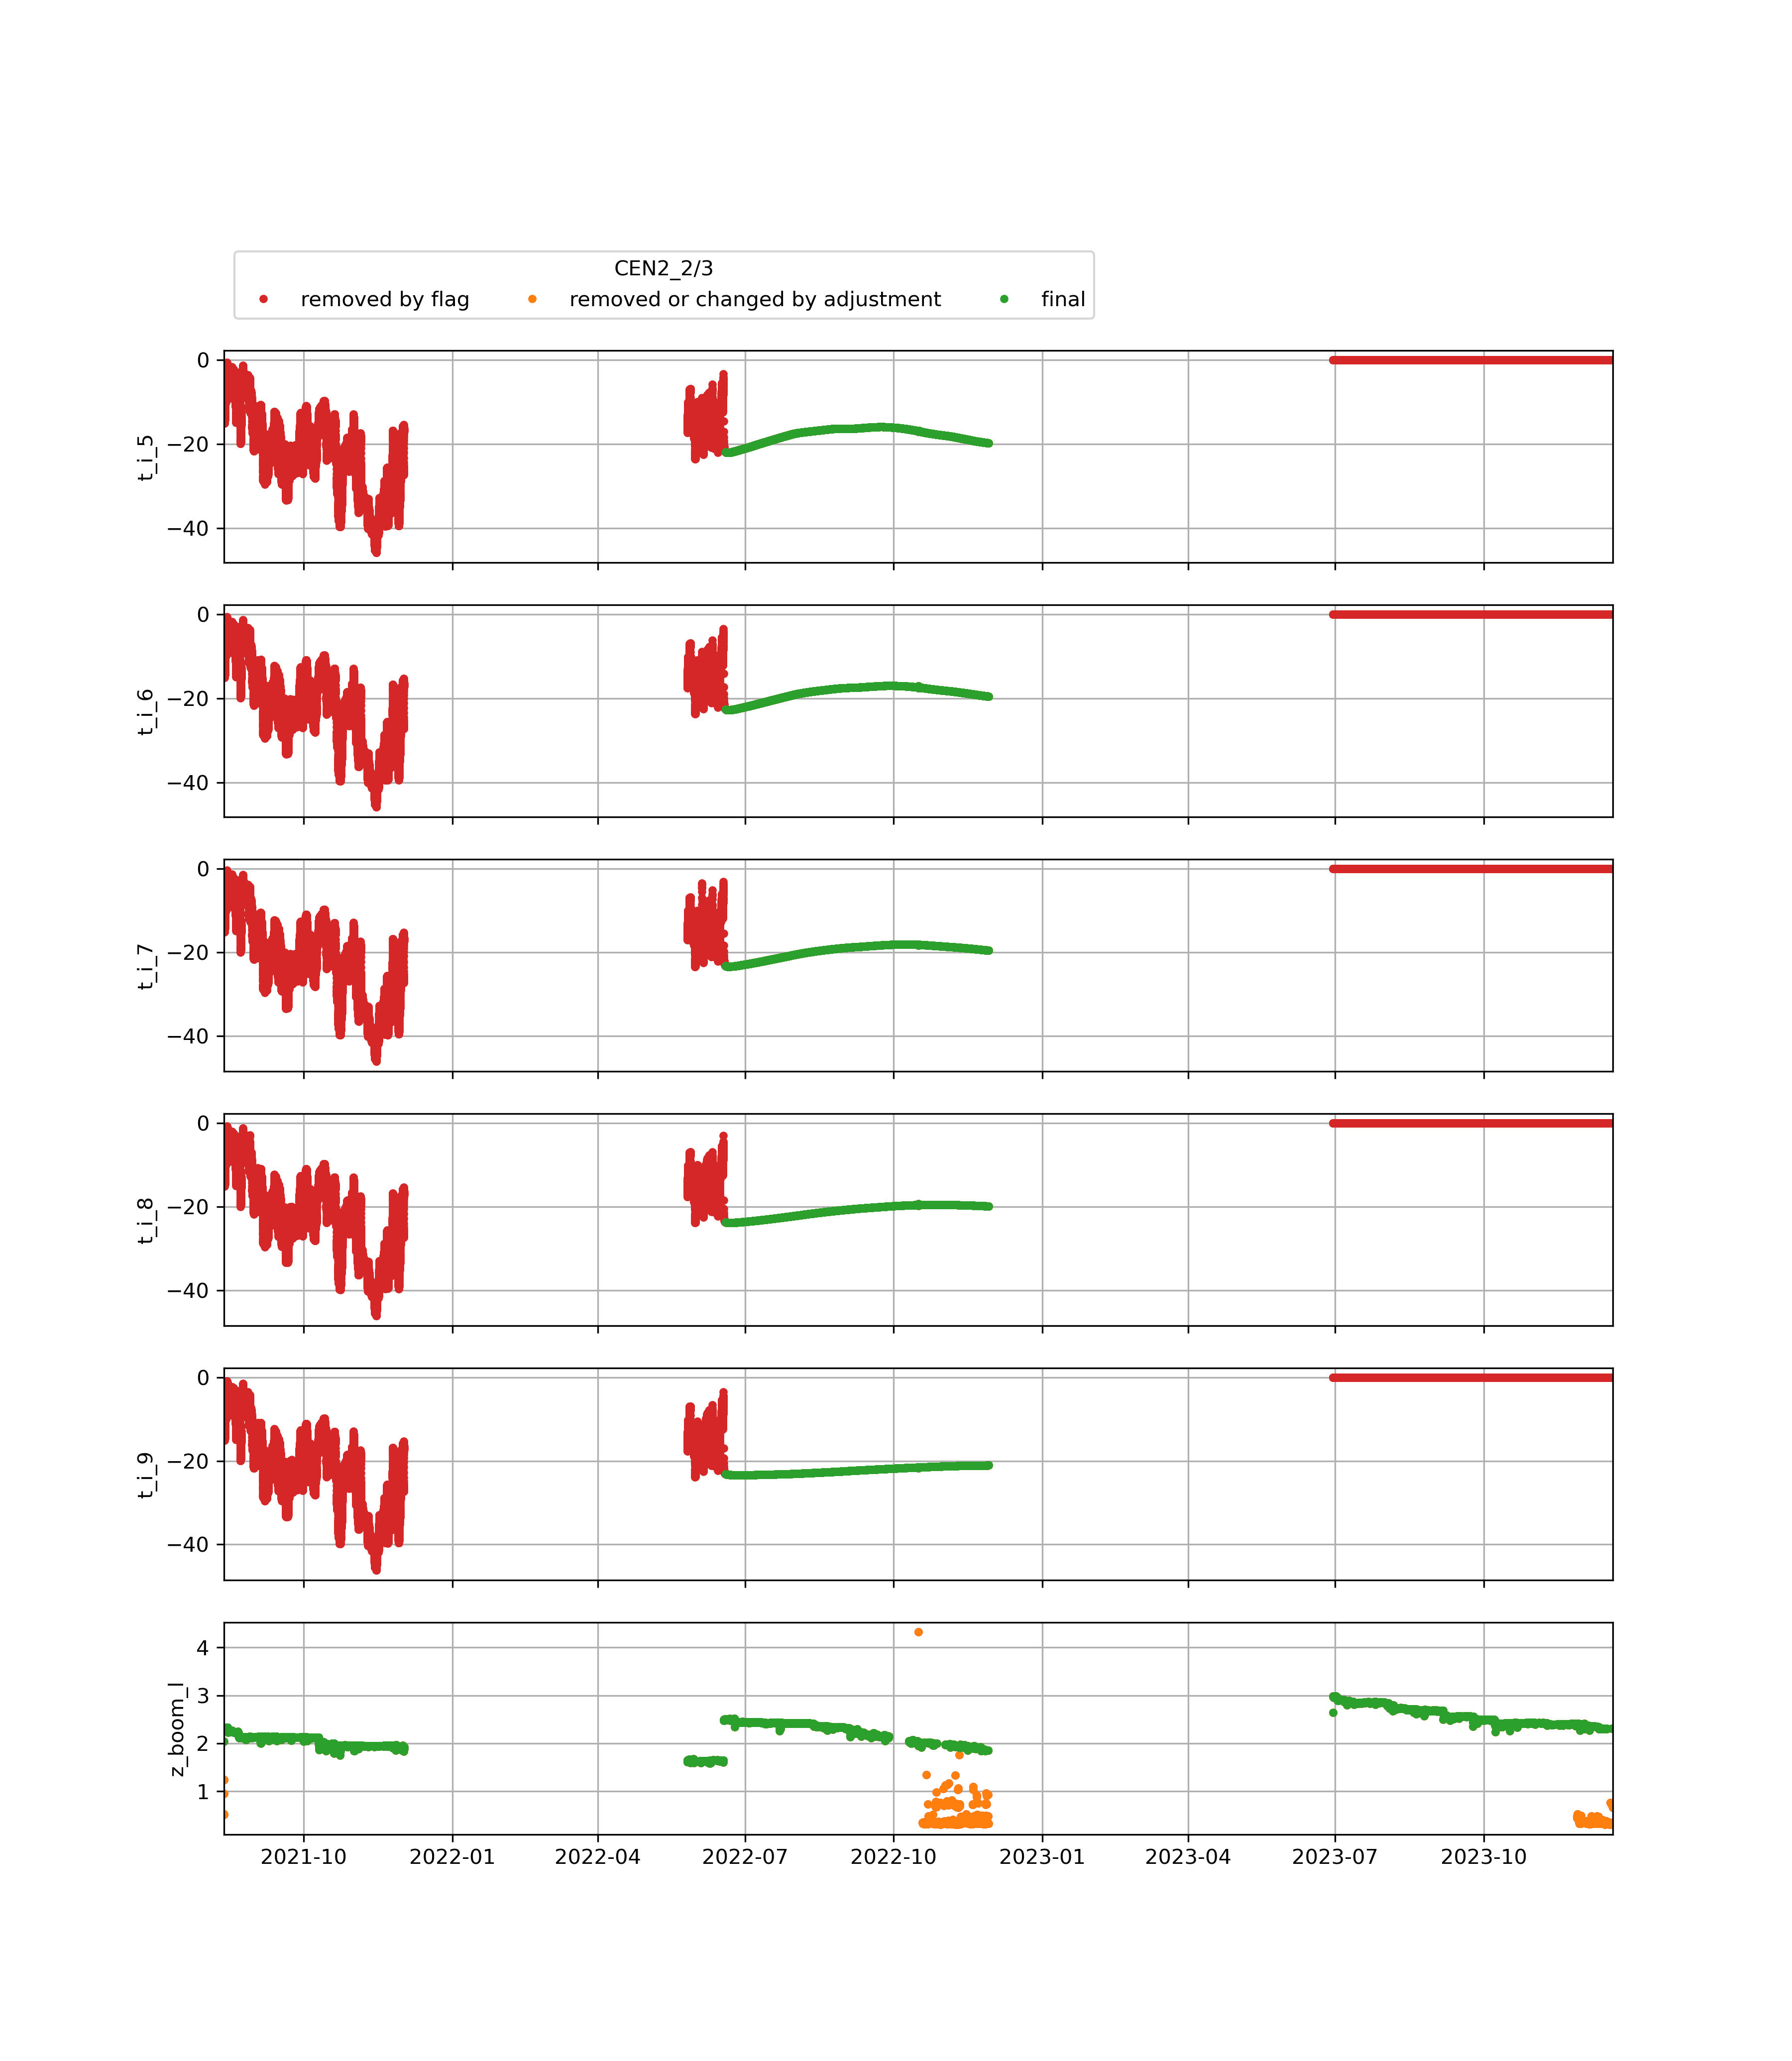 CEN2_2/3
removed by flag removed or changed by adjustment final
0
−20
−40
t_i_5
0
−20
−40
t_i_6
0
−20
−40
t_i_7
0
−20
−40
t_i_8
0
−20
−40
t_i_9
4
3
2
1
z_boom_l
2021-10 2022-01 2022-04 2022-07 2022-10 2023-01 2023-04 2023-07 2023-10